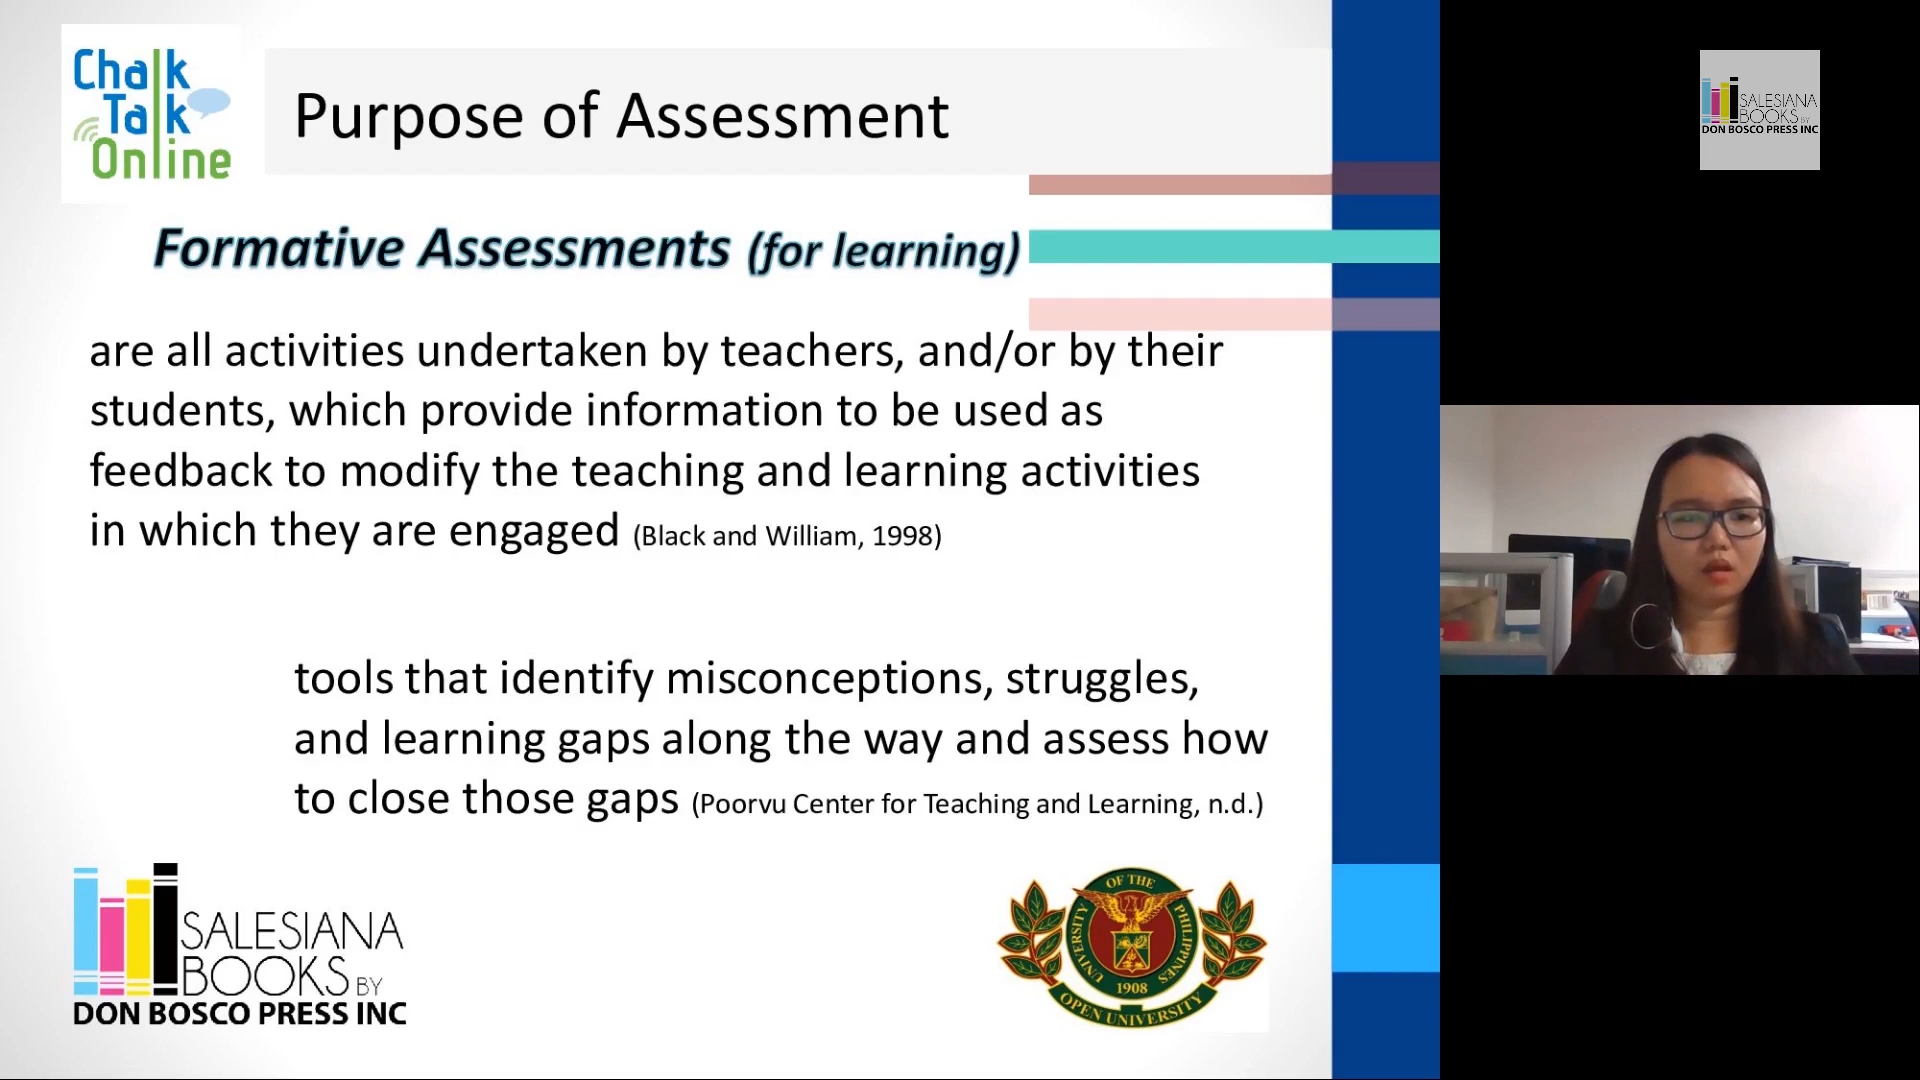 Chalk
Talk
Online
Purpose of Assessment
Formative Assessments (for learning)
are all activities undertaken by teachers, and/or by their
students, which provide information to be used as
feedback to modify the teaching and learning activities
in which they are engaged (Black and William, 1998)
tools that identify misconceptions, struggles,
and learning gaps along the way and assess how
to close those gaps (Poorvu Center for Teaching and Learning, n.d.)
SALESIANA
BOOKS BY
DON BOSCO PRESS INC
UNIVERSITY OF THE PHILIPPINES
1908
OPEN UNIVERSITY
SALESIANA
BOOKS BY
DON BOSCO PRESS INC